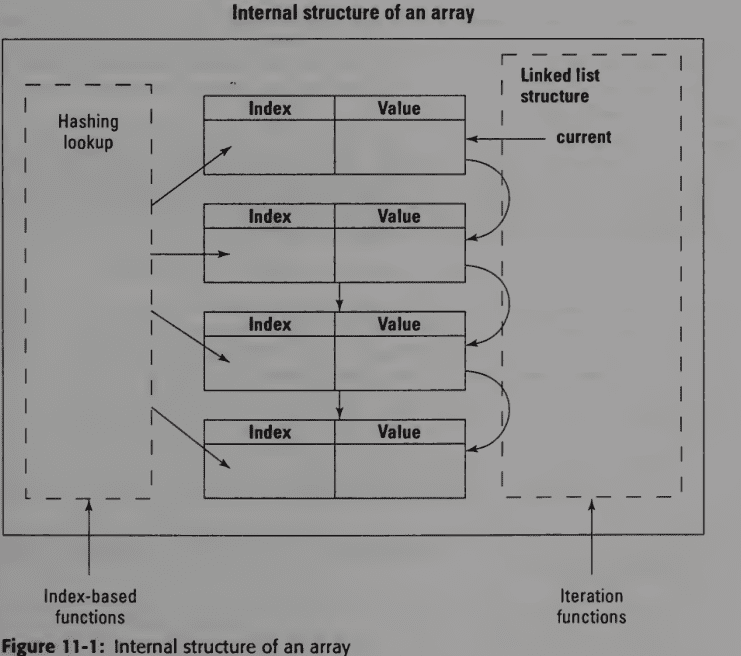 Internal structure of an array
Linked list
structure
Hashing
lookup
Index Value
current
Index Value
Index Value
Index Value
Index-based
functions
Iteration
functions
Figure 11-1: Internal structure of an array